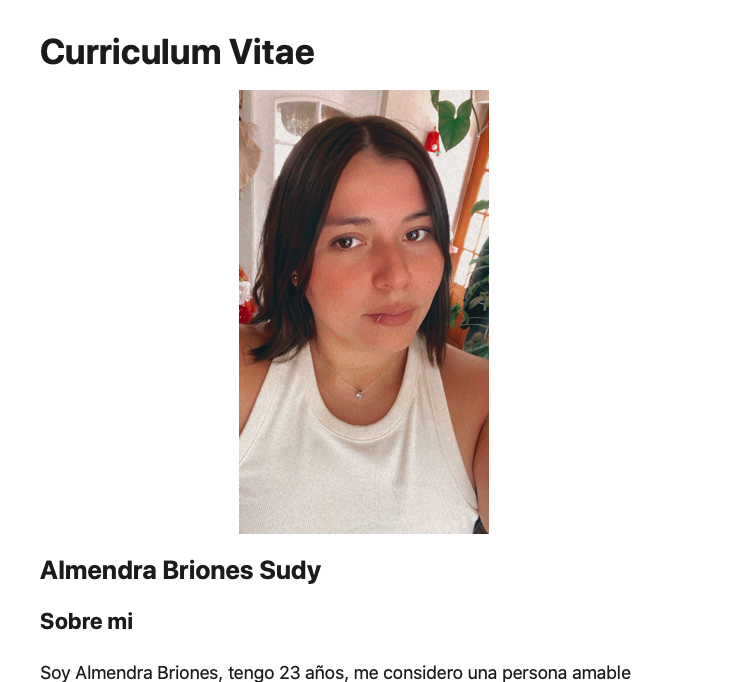 Curriculum Vitae
Almendra Briones Sudy
Sobre mi
Soy Almendra Briones, tengo 23 años, me considero una persona amable